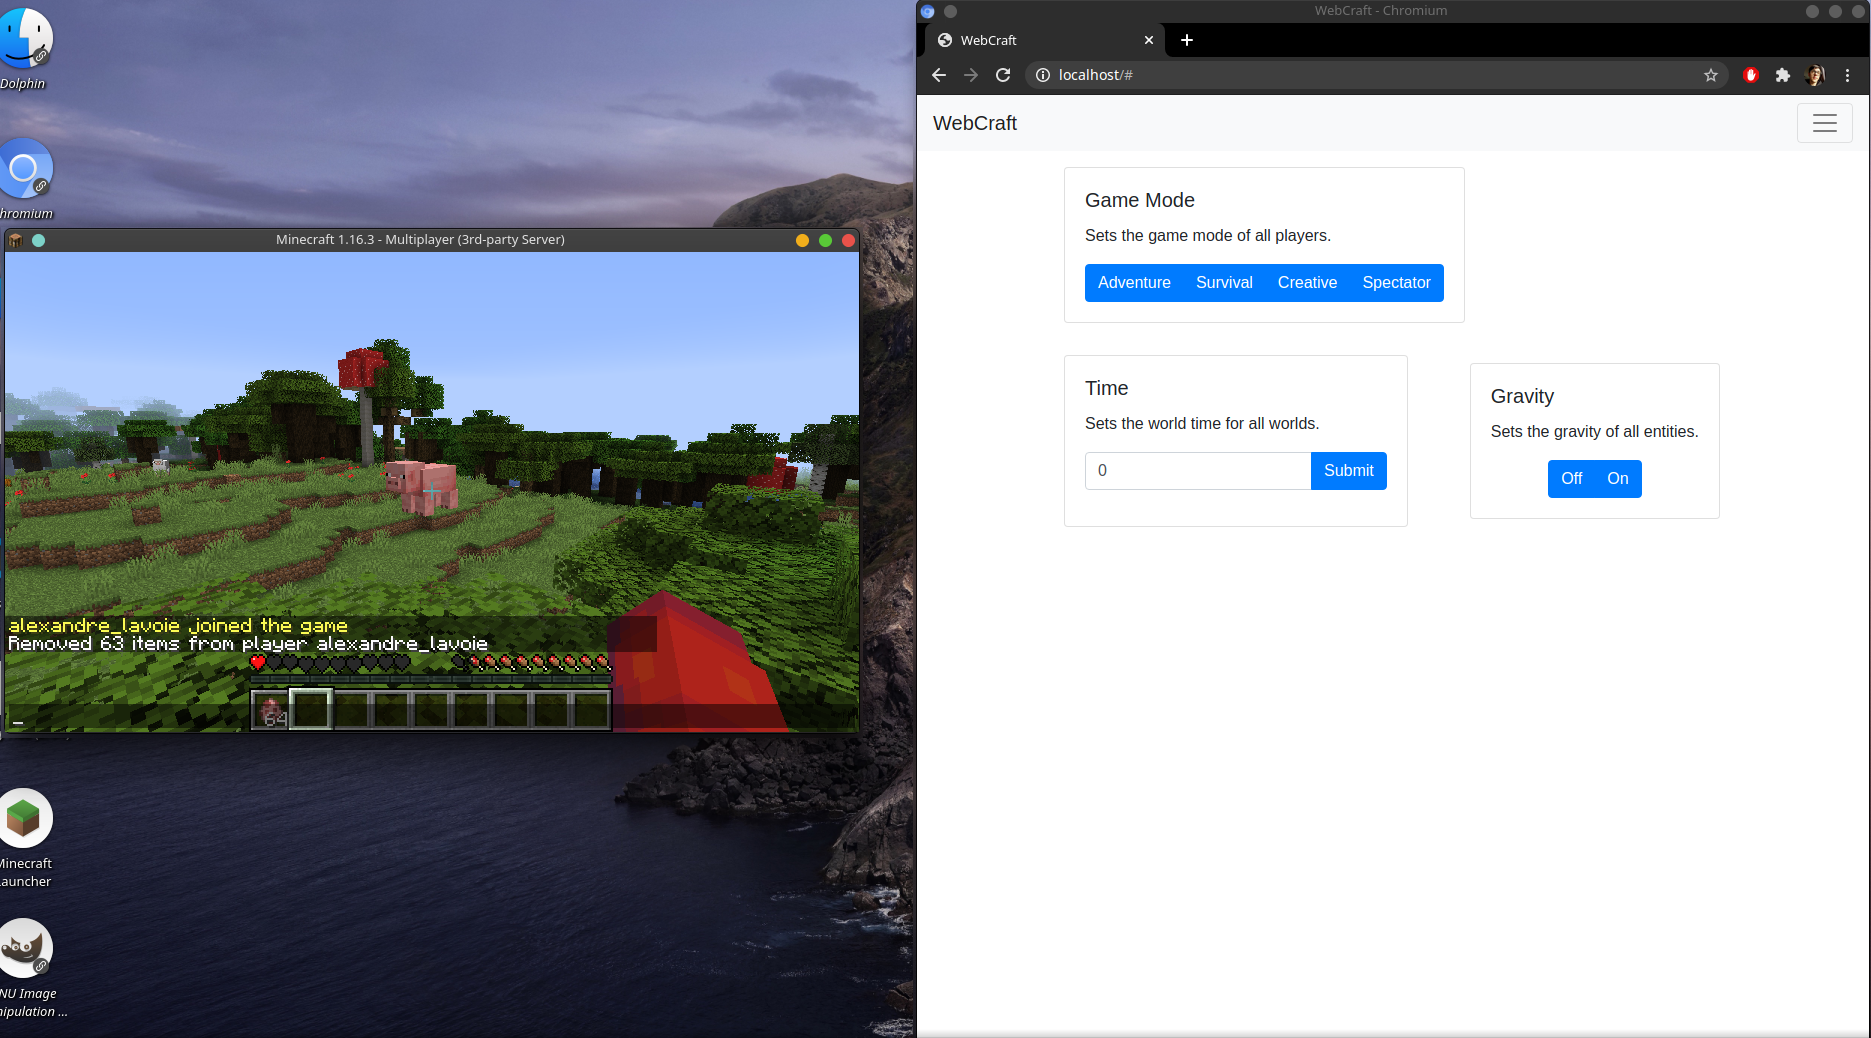 Dolphin
hromium
Minecraft 1.16.3 - Multiplayer (3rd-party Server)
alexandre_lavoie joined the game
Removed 63 items from player alexandre_lavoie
64
_
Minecraft
auncher
NU Image
nipulation ...
WebCraft - Chromium
WebCraft
localhost/#
WebCraft
Game Mode
Sets the game mode of all players.
Adventure Survival Creative Spectator
Time
Sets the world time for all worlds.
0 Submit
Gravity
Sets the gravity of all entities.
Off On